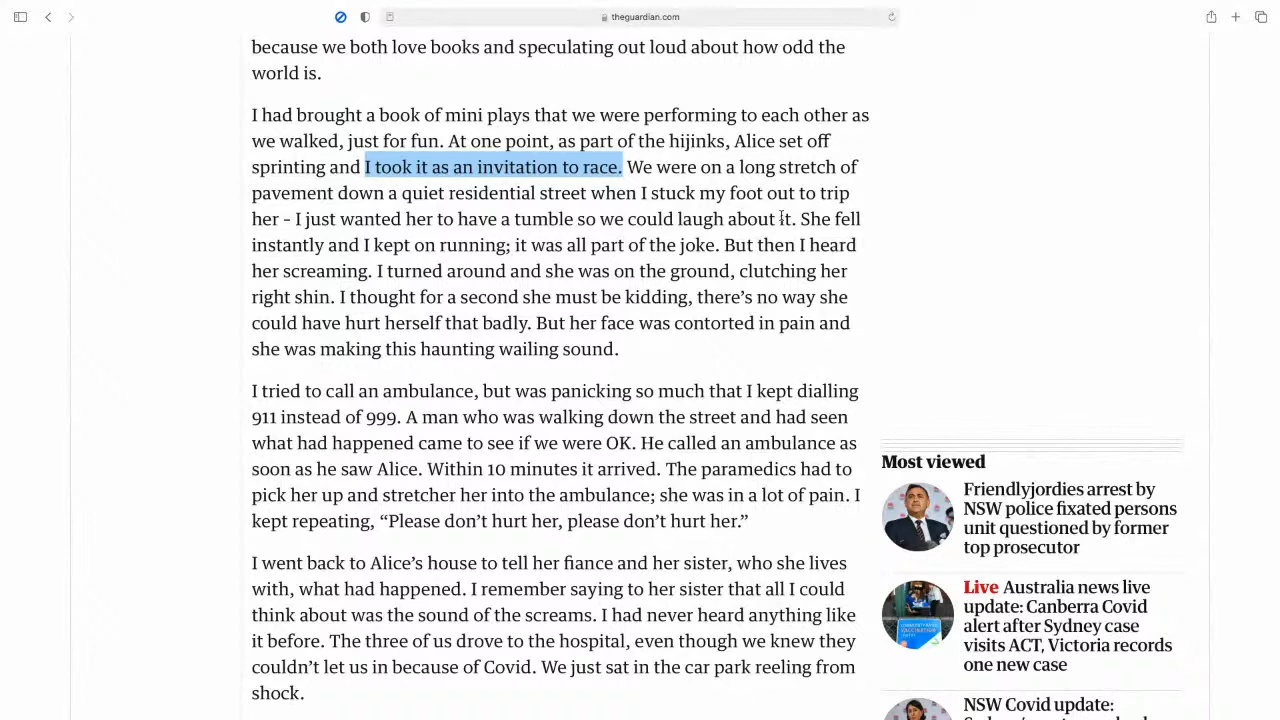 theguardian.com
because we both love books and speculating out loud about how odd the
world is.
I had brought a book of mini plays that we were performing to each other as
we walked, just for fun. At one point, as part of the hijinks, Alice set off
sprinting and I took it as an invitation to race. We were on a long stretch of
pavement down a quiet residential street when I stuck my foot out to trip
her – I just wanted her to have a tumble so we could laugh about it. She fell
instantly and I kept on running; it was all part of the joke. But then I heard
her screaming. I turned around and she was on the ground, clutching her
right shin. I thought for a second she must be kidding, there’s no way she
could have hurt herself that badly. But her face was contorted in pain and
she was making this haunting wailing sound.
I tried to call an ambulance, but was panicking so much that I kept dialling
911 instead of 999. A man who was walking down the street and had seen
what had happened came to see if we were OK. He called an ambulance as
soon as he saw Alice. Within 10 minutes it arrived. The paramedics had to
pick her up and stretcher her into the ambulance; she was in a lot of pain. I
kept repeating, “Please don’t hurt her, please don’t hurt her.”
I went back to Alice’s house to tell her fiance and her sister, who she lives
with, what had happened. I remember saying to her sister that all I could
think about was the sound of the screams. I had never heard anything like
it before. The three of us drove to the hospital, even though we knew they
couldn’t let us in because of Covid. We just sat in the car park reeling from
shock.
Most viewed
Friendlyjordies arrest by
NSW police fixated persons
unit questioned by former
top prosecutor
Live Australia news live
update: Canberra Covid
alert after Sydney case
visits ACT, Victoria records
one new case
NSW Covid update: